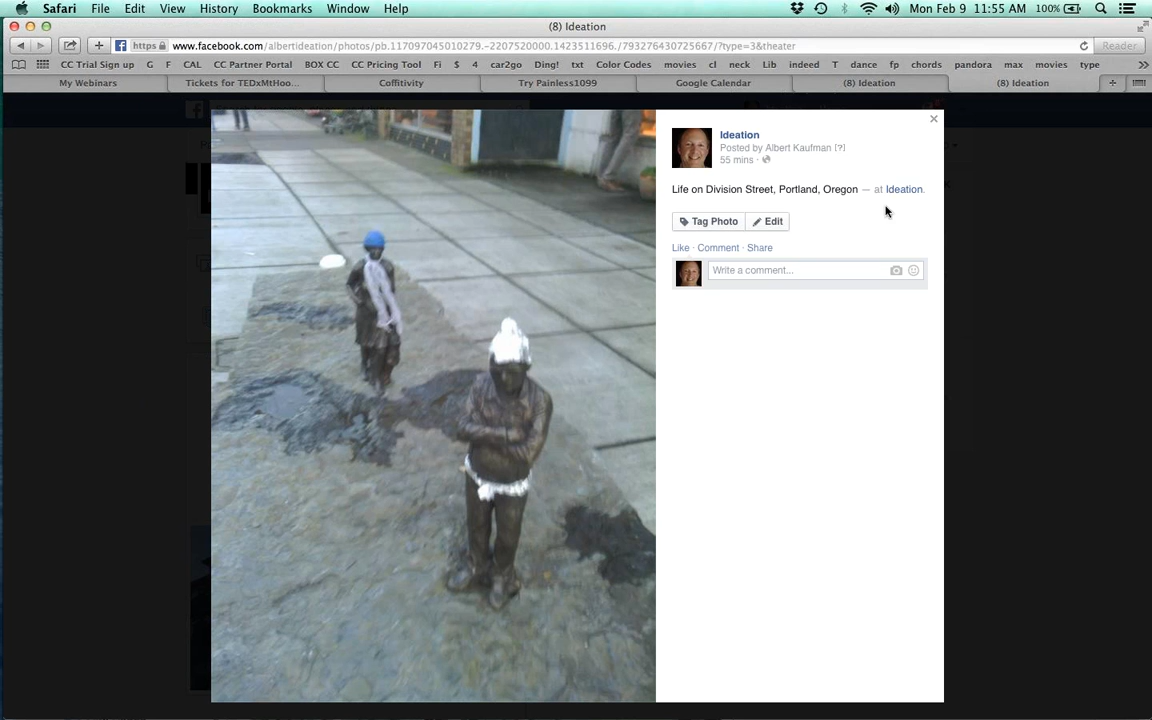 Safari File Edit View History Bookmarks Window Help Mon Feb 9 11:55 AM 100%
(8) Ideation
https www.facebook.com/albertideation/photos/pb.117097045010279.-2207520000.1423511696./793276430725667/?type=3&theater Reader
CC Trial Sign up G F CAL CC Partner Portal BOX CC CC Pricing Tool Fi $ 4 car2go Ding! txt Color Codes movies cl neck Lib indeed T dance fp chords pandora max movies type
My Webinars Tickets for TEDxMtHoo... Coffitivity Try Painless1099 Google Calendar (8) Ideation (8) Ideation
Ideation
Posted by Albert Kaufman [?]
55 mins ·
Life on Division Street, Portland, Oregon — at Ideation.
Tag Photo Edit
Like · Comment · Share
Write a comment...